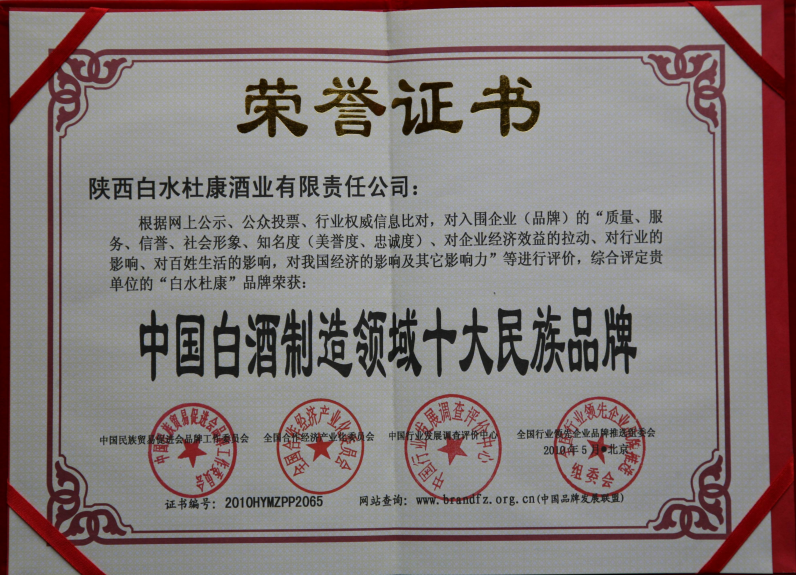 荣誉证书
陕西白水杜康酒业有限责任公司：
根据网上公示、公众投票、行业权威信息比对，对入围企业（品牌）的“质量、服
务、信誉、社会形象、知名度（美誉度、忠诚度）、对企业经济效益的拉动、对行业的
影响、对百姓生活的影响，对我国经济的影响及其它影响力”等进行评价，综合评定贵
单位的“白水杜康”品牌荣获：
中国白酒制造领域十大民族品牌
中国民族贸易促进会品牌工作委员会 全国合作经济产业化委员会 中国行业发展调查评价中心 全国行业领先企业品牌推选组委会
2010年5月·北京
证书编号：2010HYMZPP2065 网站查询：www.brandfz.org.cn(中国品牌发展联盟)